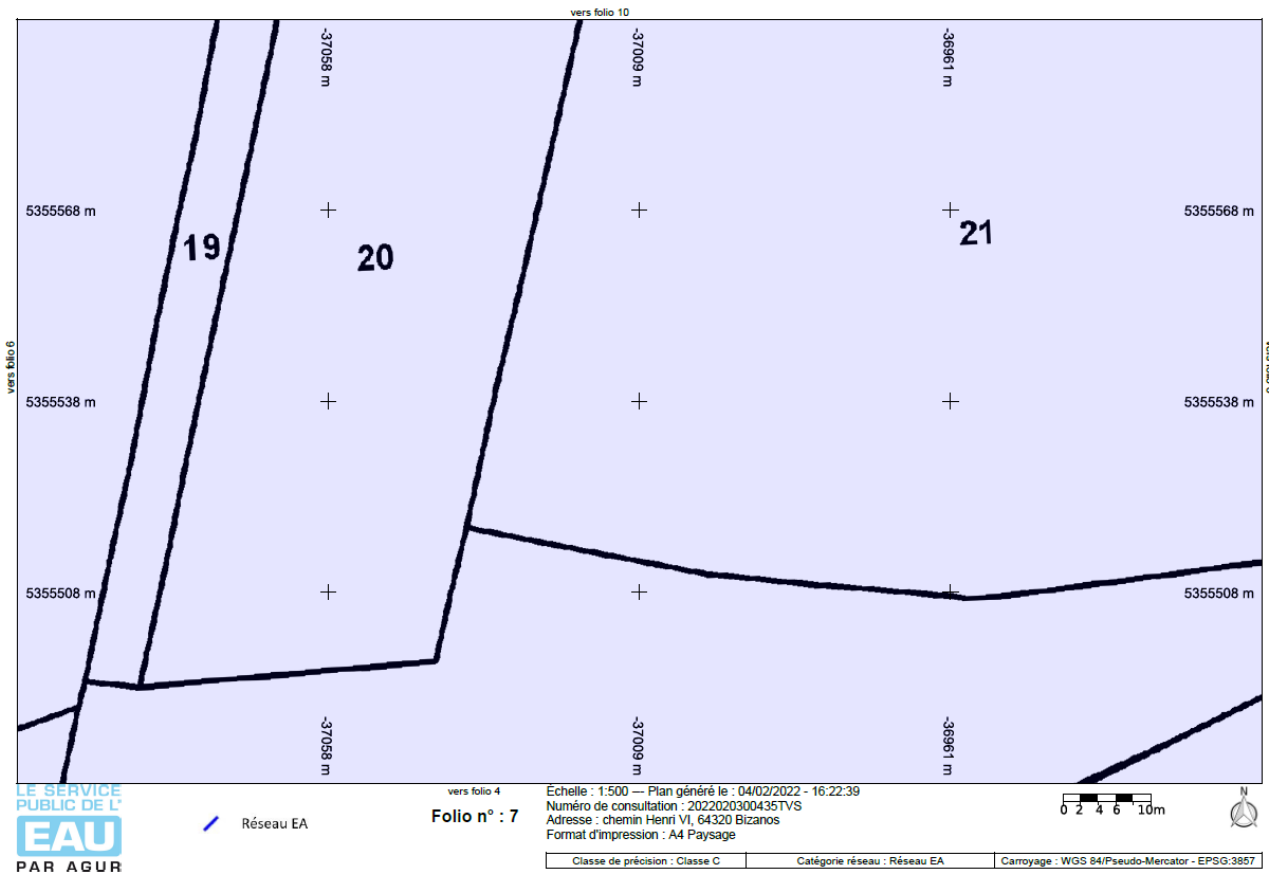 vers folio 10
-37058 m
-37009 m
-36961 m
5355568 m
5355568 m
19
20
21
vers folio 6
5355538 m
5355538 m
5355508 m
5355508 m
-37058 m
-37009 m
-36961 m
LE SERVICE
PUBLIC DE L'
EAU
PAR AGUR
Réseau EA
vers folio 4
Folio n° : 7
Échelle : 1:500 --- Plan généré le : 04/02/2022 - 16:22:39
Numéro de consultation : 2022020300435TVS
Adresse : chemin Henri VI, 64320 Bizanos
Format d'impression : A4 Paysage
0 2 4 6 10m
N
Classe de précision : Classe C
Catégorie réseau : Réseau EA
Carroyage : WGS 84/Pseudo-Mercator - EPSG:3857